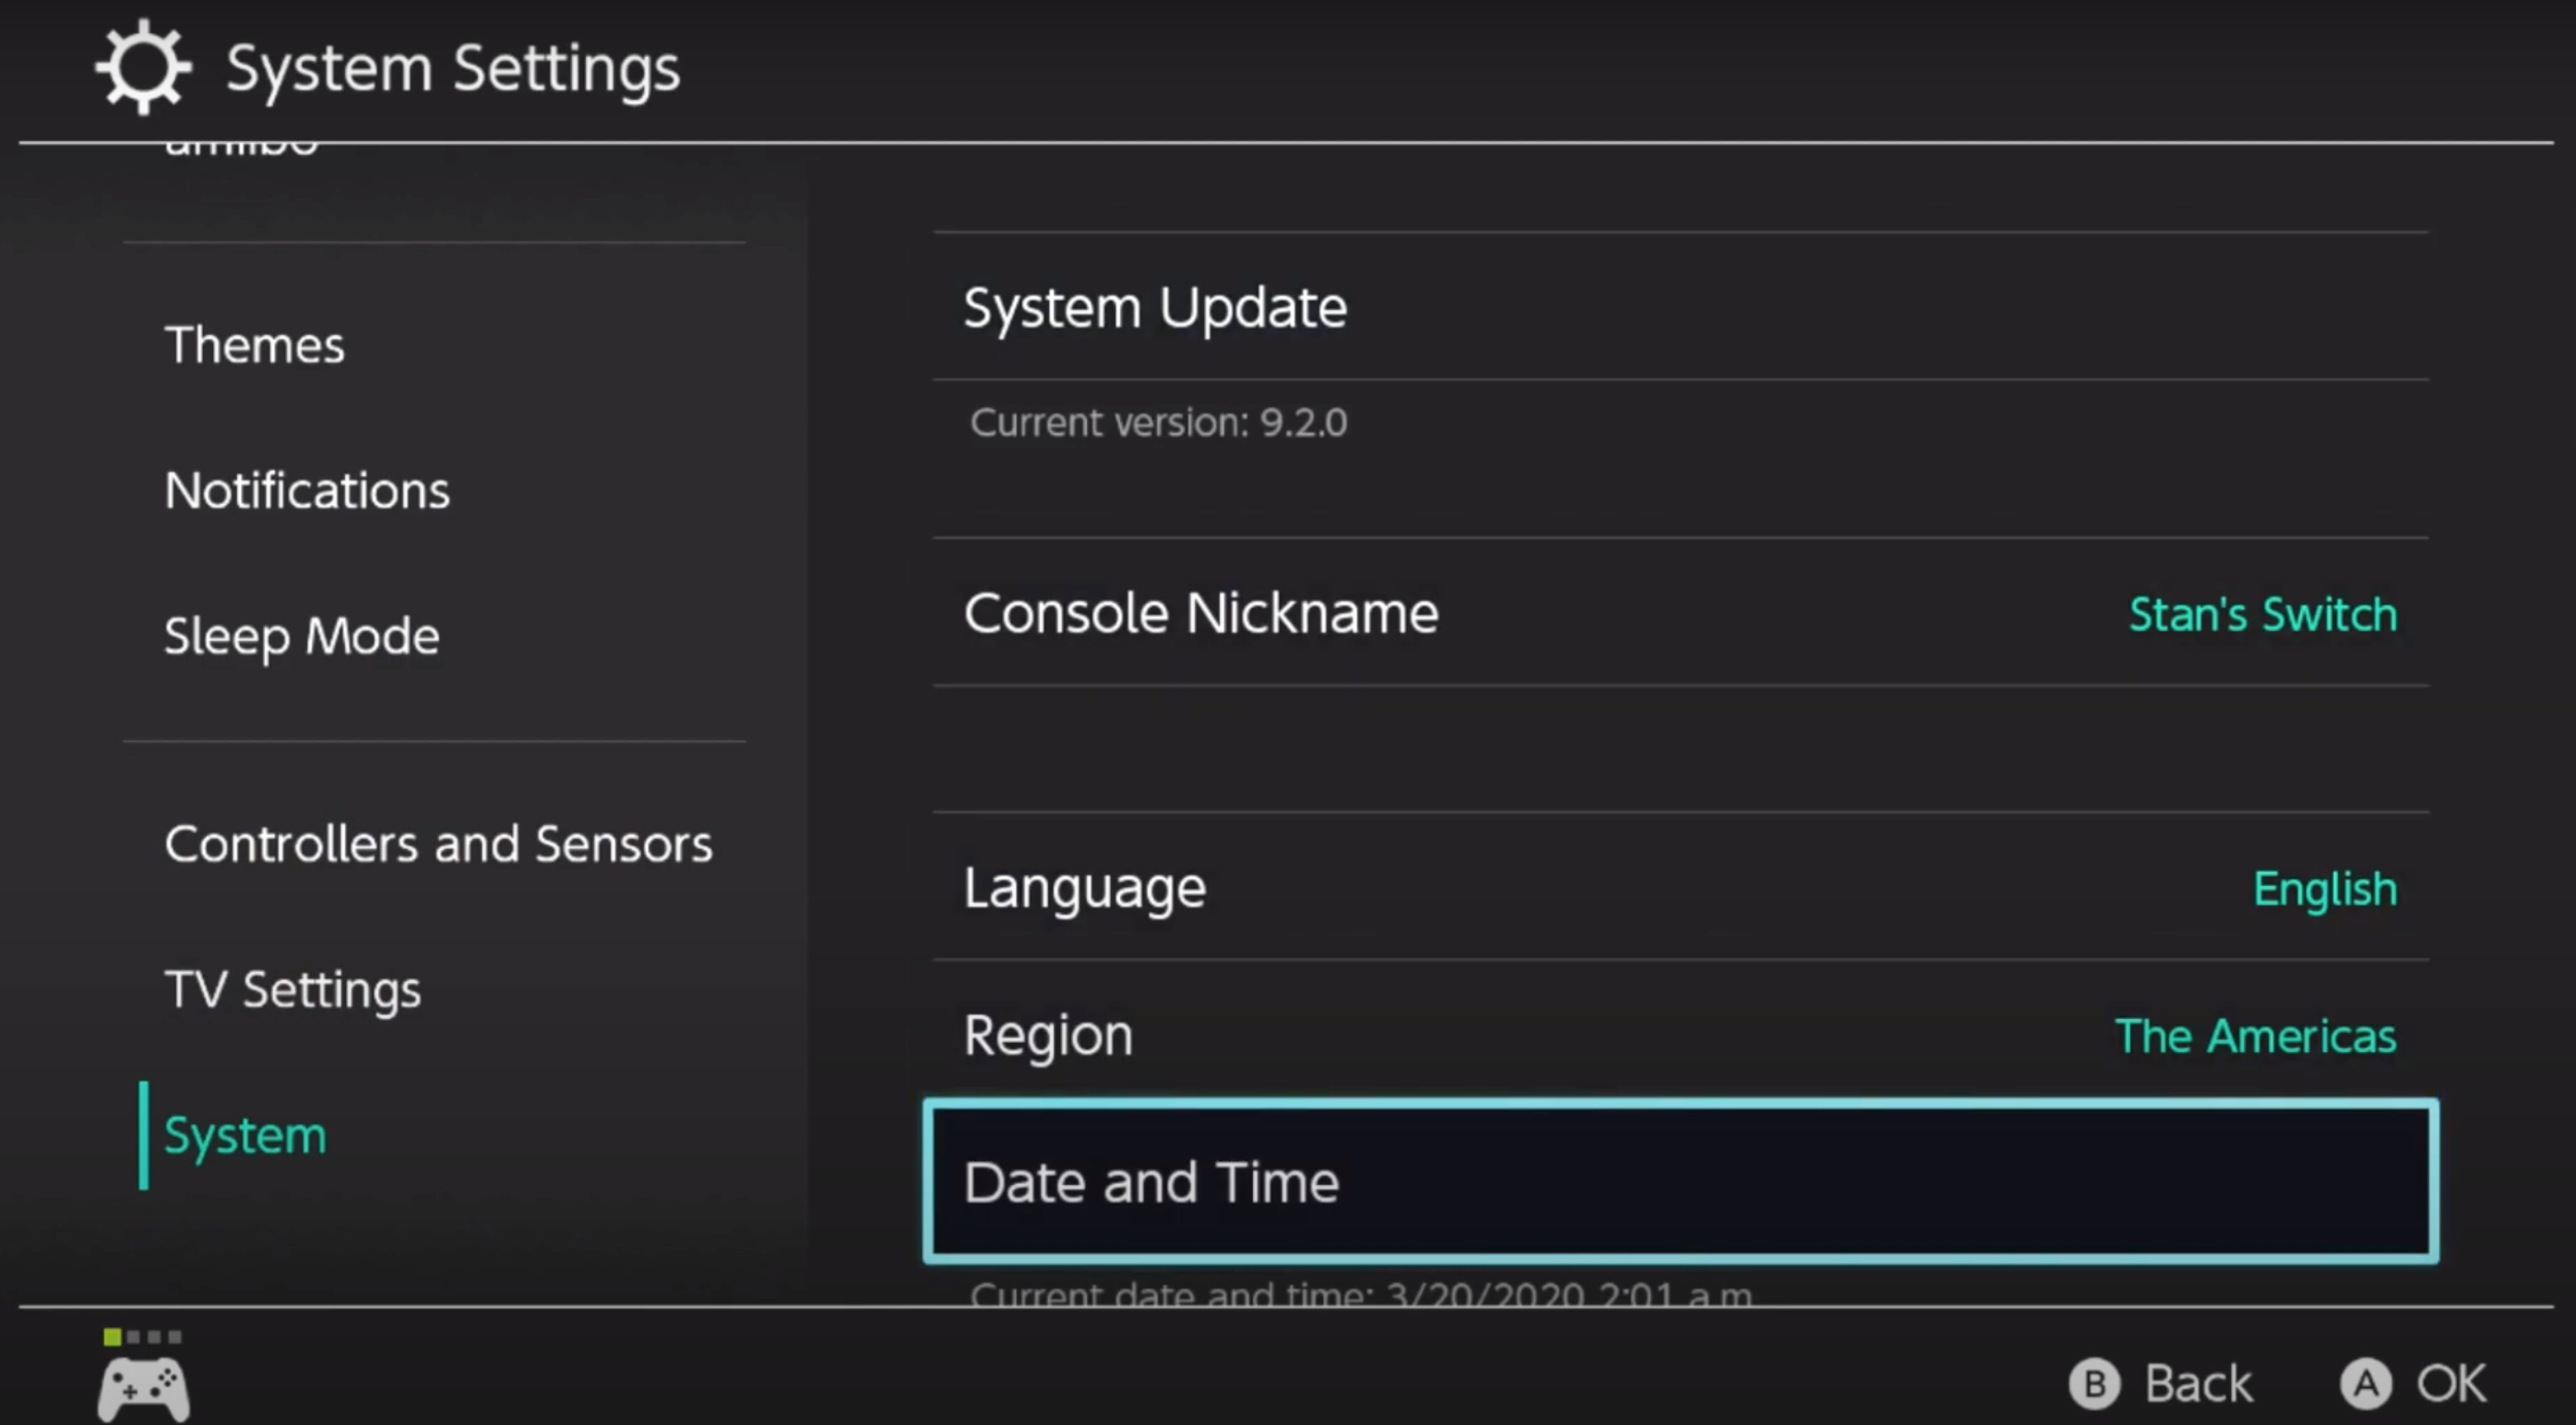 System Settings
amiibo
Themes
Notifications
Sleep Mode
Controllers and Sensors
TV Settings
System
System Update
Current version: 9.2.0
Console Nickname
Stan's Switch
Language
English
Region
The Americas
Date and Time
Current date and time: 3/20/2020 2:01 a.m.
B Back
A OK